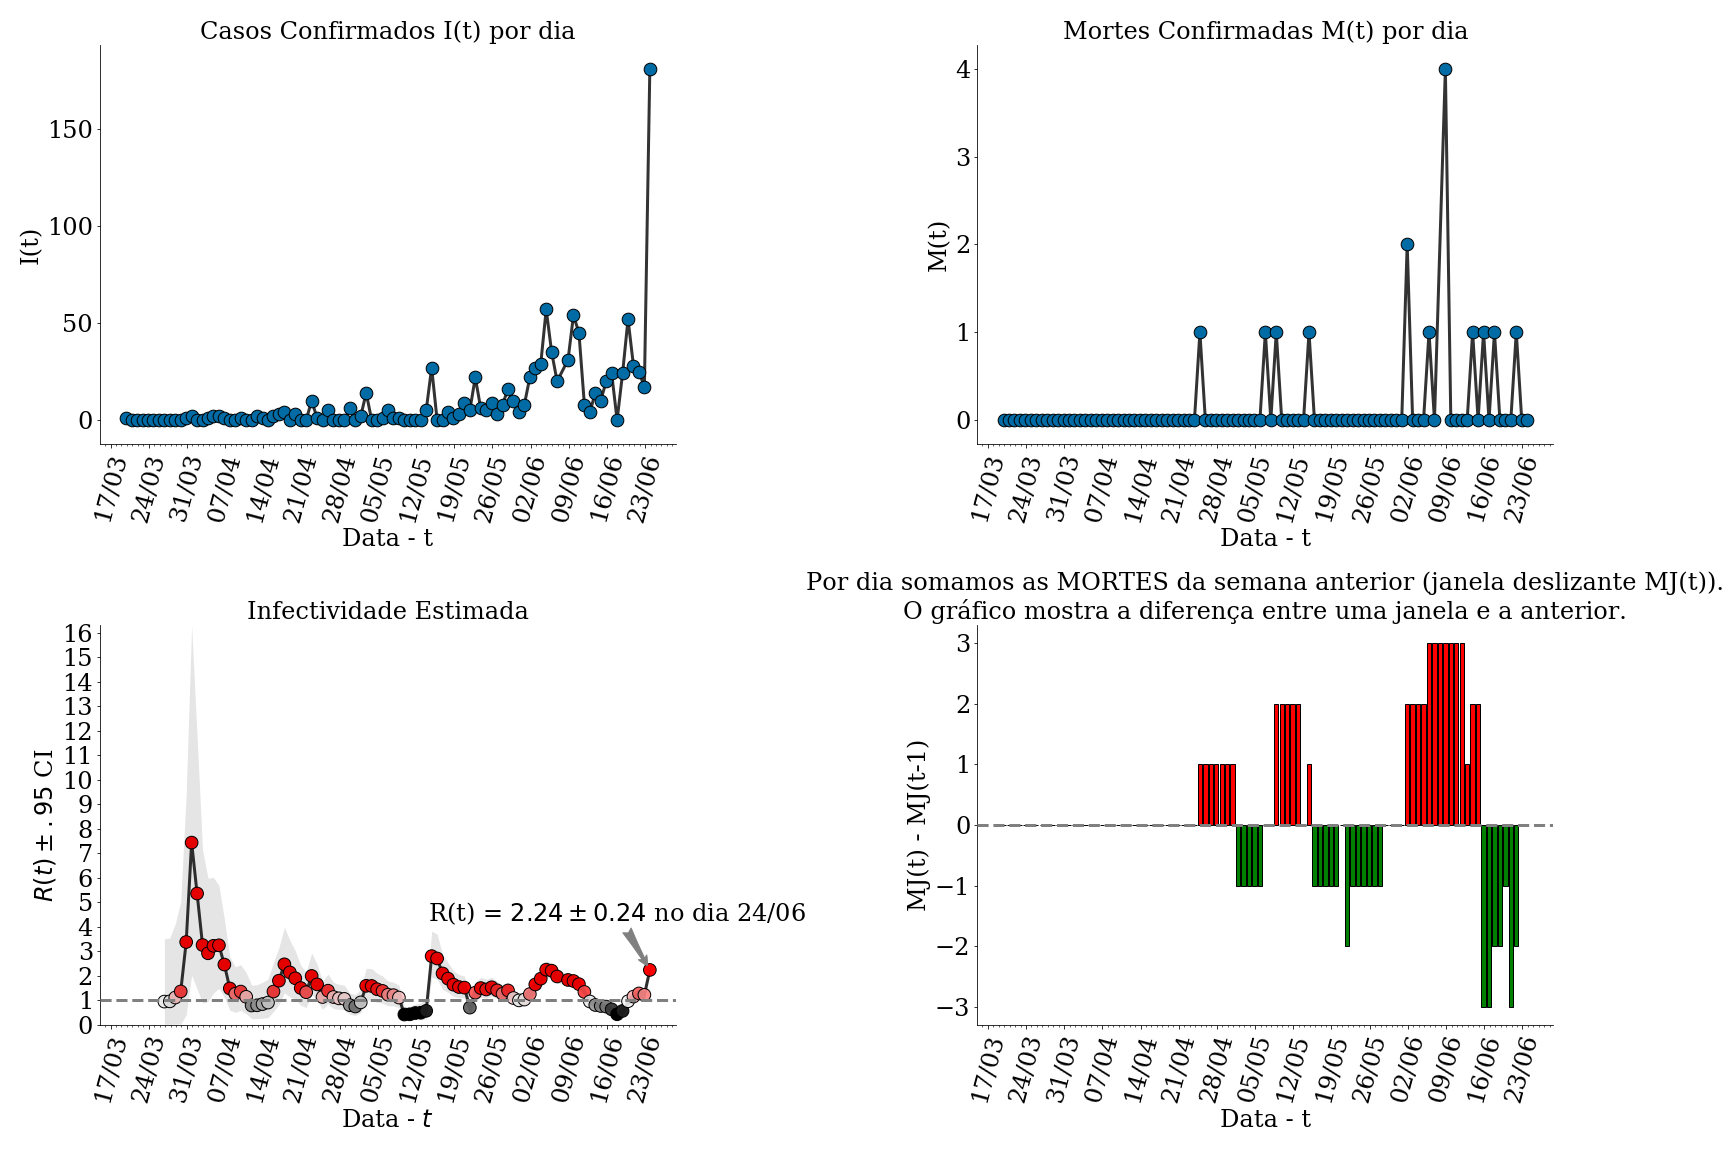 Casos Confirmados I(t) por dia
I(t)
150
100
50
0
17/03 24/03 31/03 07/04 14/04 21/04 28/04 05/05 12/05 19/05 26/05 02/06 09/06 16/06 23/06
Data - t
Mortes Confirmadas M(t) por dia
M(t)
4
3
2
1
0
17/03 24/03 31/03 07/04 14/04 21/04 28/04 05/05 12/05 19/05 26/05 02/06 09/06 16/06 23/06
Data - t
Infectividade Estimada
R(t) ± . 95 CI
16
15
14
13
12
11
10
9
8
7
6
5
4
3
2
1
0
R(t) = 2.24 ± 0.24 no dia 24/06
17/03 24/03 31/03 07/04 14/04 21/04 28/04 05/05 12/05 19/05 26/05 02/06 09/06 16/06 23/06
Data - t
Por dia somamos as MORTES da semana anterior (janela deslizante MJ(t)).
O gráfico mostra a diferença entre uma janela e a anterior.
MJ(t) - MJ(t-1)
3
2
1
0
−1
−2
−3
17/03 24/03 31/03 07/04 14/04 21/04 28/04 05/05 12/05 19/05 26/05 02/06 09/06 16/06 23/06
Data - t